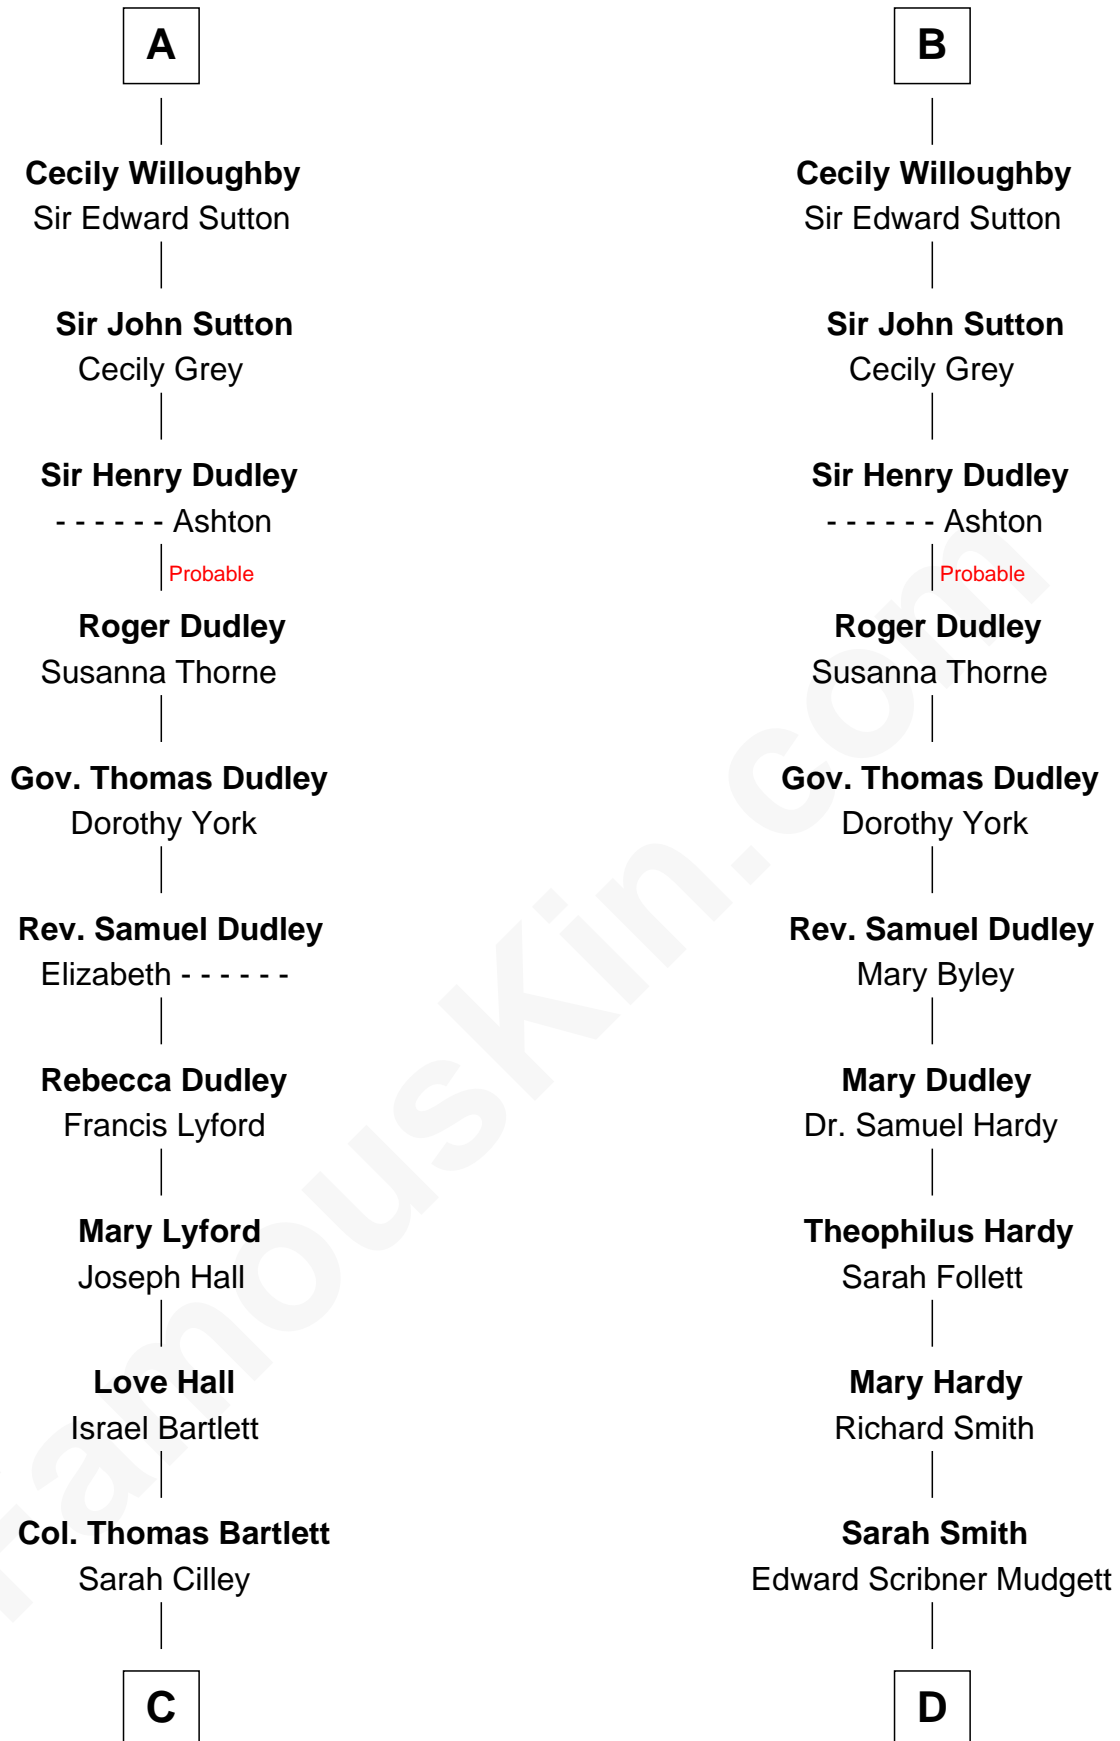 A
Cecily Willoughby
Sir Edward Sutton
Sir John Sutton
Cecily Grey
Sir Henry Dudley
- - - - - - Ashton
Probable
Roger Dudley
Susanna Thorne
Gov. Thomas Dudley
Dorothy York
Rev. Samuel Dudley
Elizabeth - - - - - -
Rebecca Dudley
Francis Lyford
Mary Lyford
Joseph Hall
Love Hall
Israel Bartlett
Col. Thomas Bartlett
Sarah Cilley
C
B
Cecily Willoughby
Sir Edward Sutton
Sir John Sutton
Cecily Grey
Sir Henry Dudley
- - - - - - Ashton
Probable
Roger Dudley
Susanna Thorne
Gov. Thomas Dudley
Dorothy York
Rev. Samuel Dudley
Mary Byley
Mary Dudley
Dr. Samuel Hardy
Theophilus Hardy
Sarah Follett
Mary Hardy
Richard Smith
Sarah Smith
Edward Scribner Mudgett
D
FamousKin.com